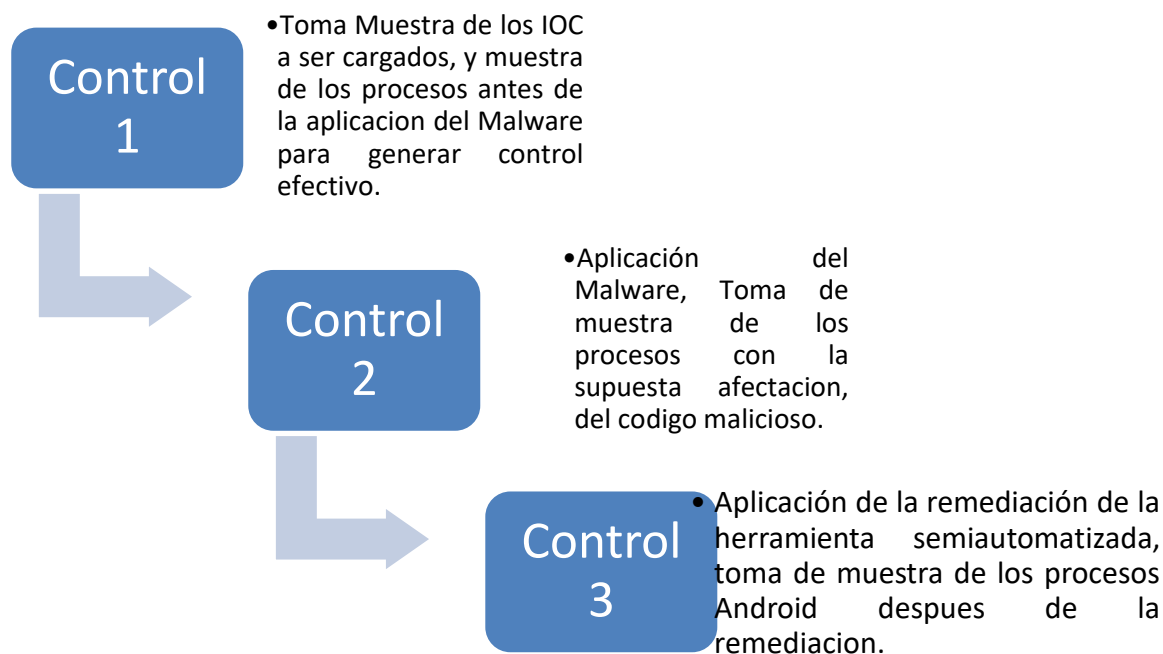 Control
1
•Toma Muestra de los IOC
a ser cargados, y muestra
de los procesos antes de
la aplicacion del Malware
para generar control
efectivo.
Control
2
•Aplicación del
Malware, Toma de
muestra de los
procesos con la
supuesta afectacion,
del codigo malicioso.
Control
3
• Aplicación de la remediación de la
herramienta semiautomatizada,
toma de muestra de los procesos
Android despues de la
remediacion.